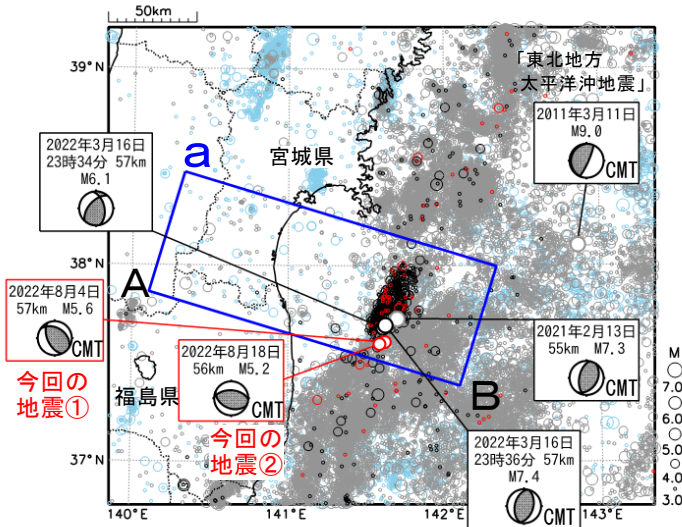 50km
39°N
38°N
37°N
140°E
141°E
142°E
143°E
「東北地方
太平洋沖地震」
2011年3月11日
M9.0
CMT
2022年3月16日
23時34分 57km
M6.1
a
宮城県
A
2022年8月4日
57km M5.6
CMT
今回の
地震①
福島県
2022年8月18日
56km M5.2
CMT
今回の
地震②
2021年2月13日
55km M7.3
CMT
B
2022年3月16日
23時36分 57km
M7.4
CMT
M
7.0
6.0
5.0
4.0
3.0